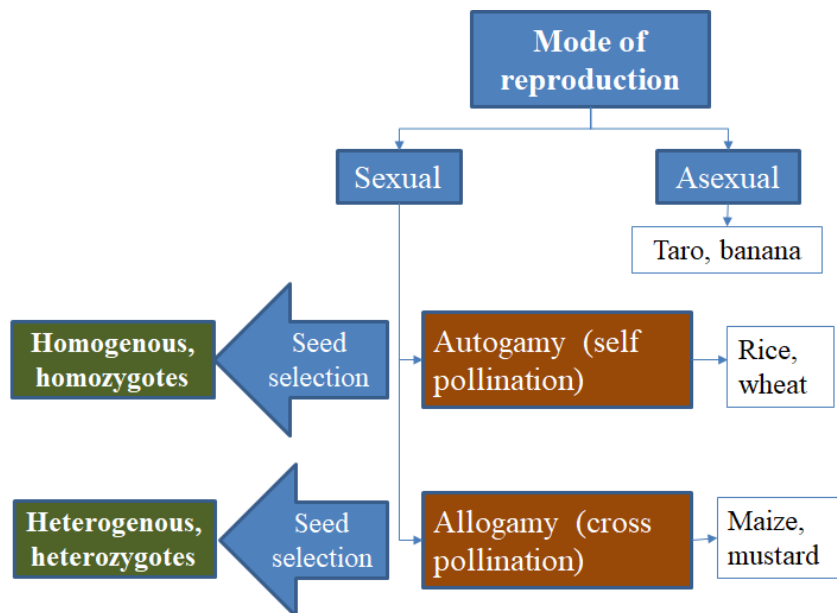 Mode of
reproduction
Sexual
Asexual
Taro, banana
Homogenous,
homozygotes
Seed
selection
Autogamy (self
pollination)
Rice,
wheat
Heterogenous,
heterozygotes
Seed
selection
Allogamy (cross
pollination)
Maize,
mustard